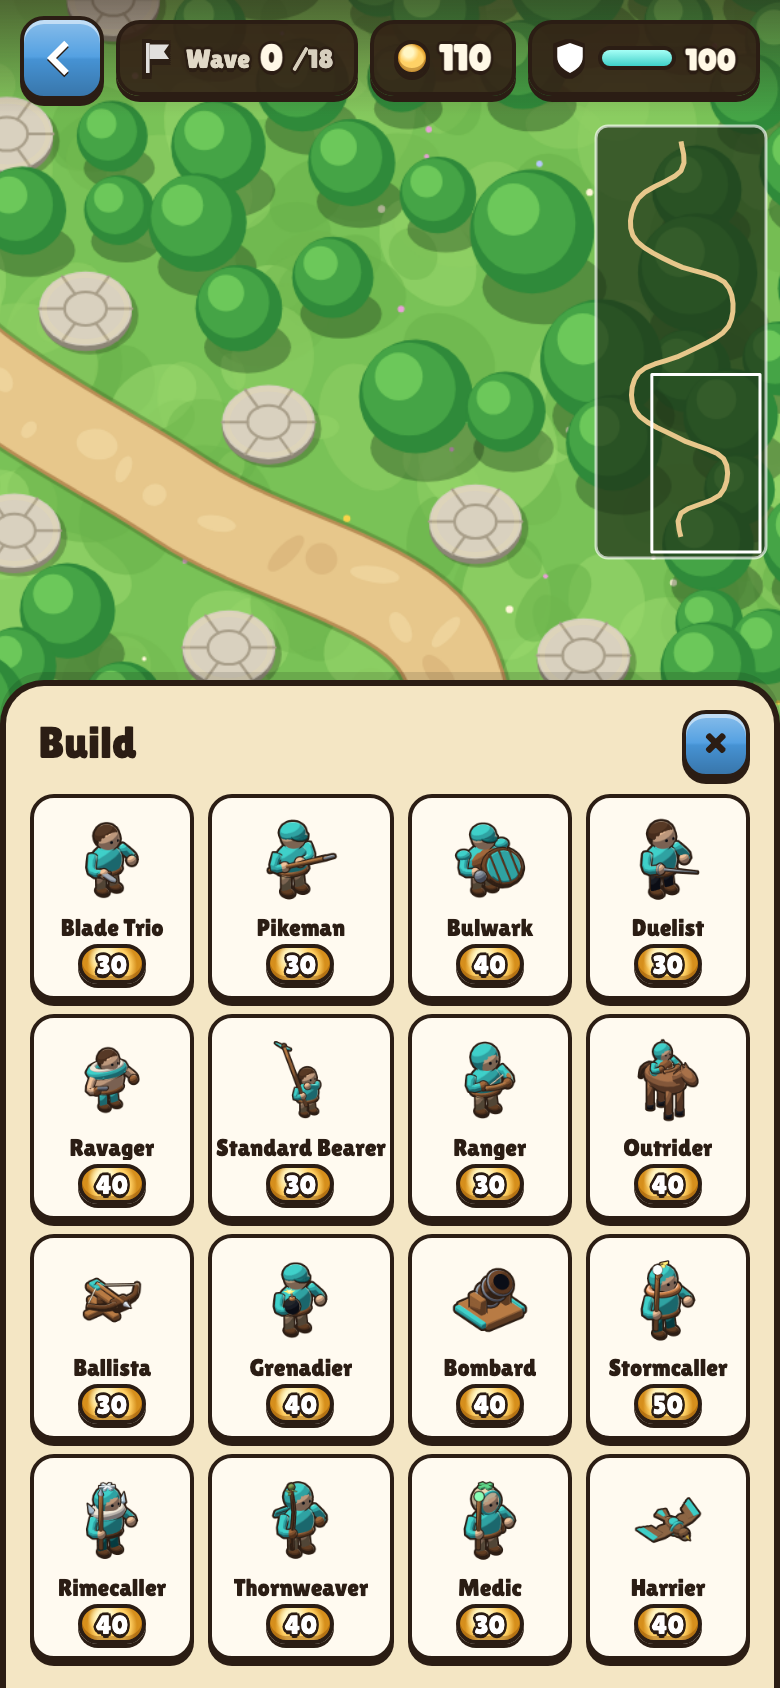 Wave 0 /18
110
100
Build
Blade Trio
30
Pikeman
30
Bulwark
40
Duelist
30
Ravager
40
Standard Bearer
30
Ranger
30
Outrider
40
Ballista
30
Grenadier
40
Bombard
40
Stormcaller
50
Rimecaller
40
Thornweaver
40
Medic
30
Harrier
40